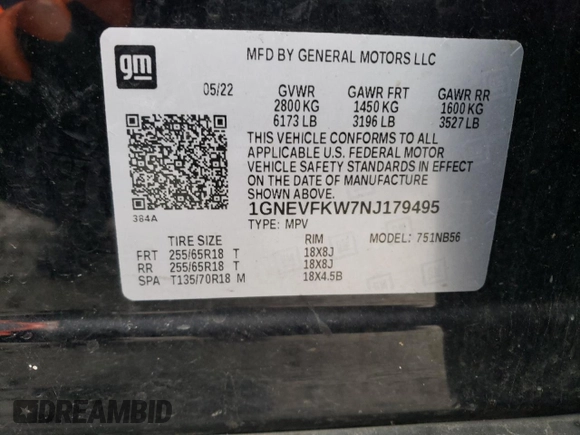 gm
MFD BY GENERAL MOTORS LLC
05/22 GVWR GAWR FRT GAWR RR
2800 KG 1450 KG 1600 KG
6173 LB 3196 LB 3527 LB
THIS VEHICLE CONFORMS TO ALL
APPLICABLE U.S. FEDERAL MOTOR
VEHICLE SAFETY STANDARDS IN EFFECT
ON THE DATE OF MANUFACTURE
SHOWN ABOVE.
384A
1GNEVFKW7NJ179495
TYPE: MPV MODEL: 751NB56
TIRE SIZE RIM
FRT 255/65R18 T 18X8J
RR 255/65R18 T 18X8J
SPA T135/70R18 M 18X4.5B
DREAMBID